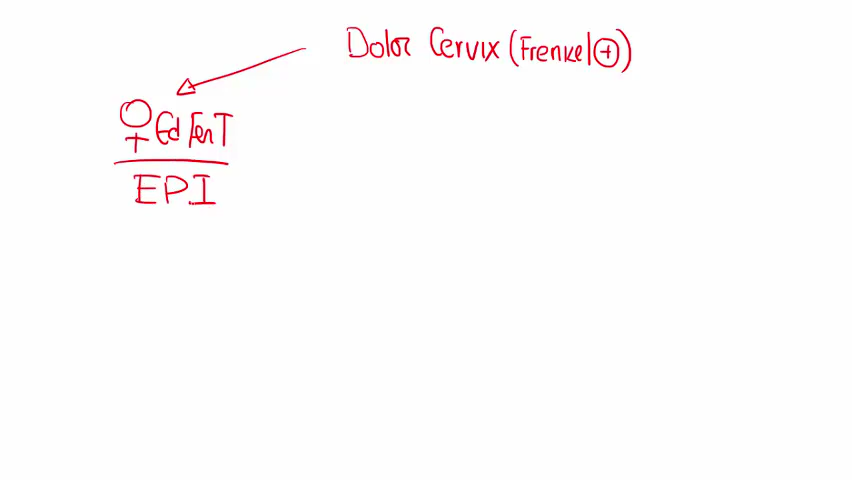 Dolor Cervix (Frenkel +)
♀ Ed Fer T
EPI